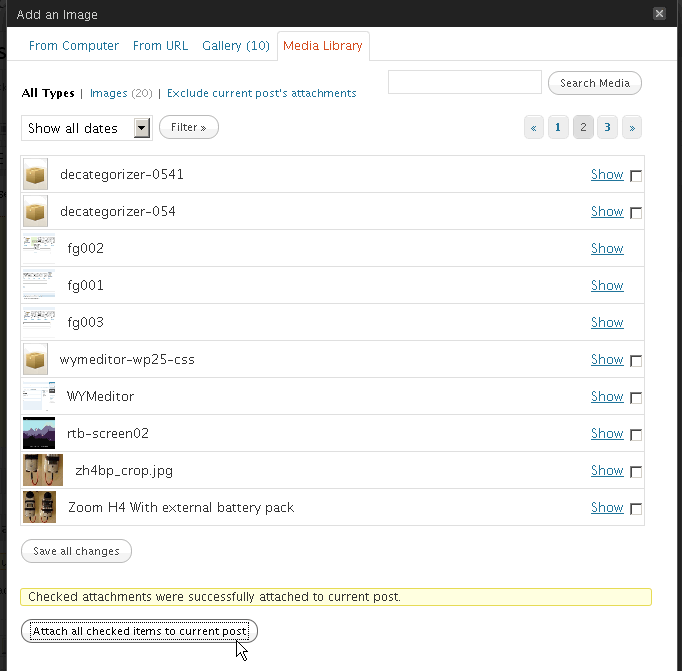 Add an Image
From Computer From URL Gallery (10) Media Library
All Types | Images (20) | Exclude current post's attachments
Search Media
Show all dates Filter » « 1 2 3 »
decategorizer-0541 Show
decategorizer-054 Show
fg002 Show
fg001 Show
fg003 Show
wymeditor-wp25-css Show
WYMeditor Show
rtb-screen02 Show
zh4bp_crop.jpg Show
Zoom H4 With external battery pack Show
Save all changes
Checked attachments were successfully attached to current post.
Attach all checked items to current post